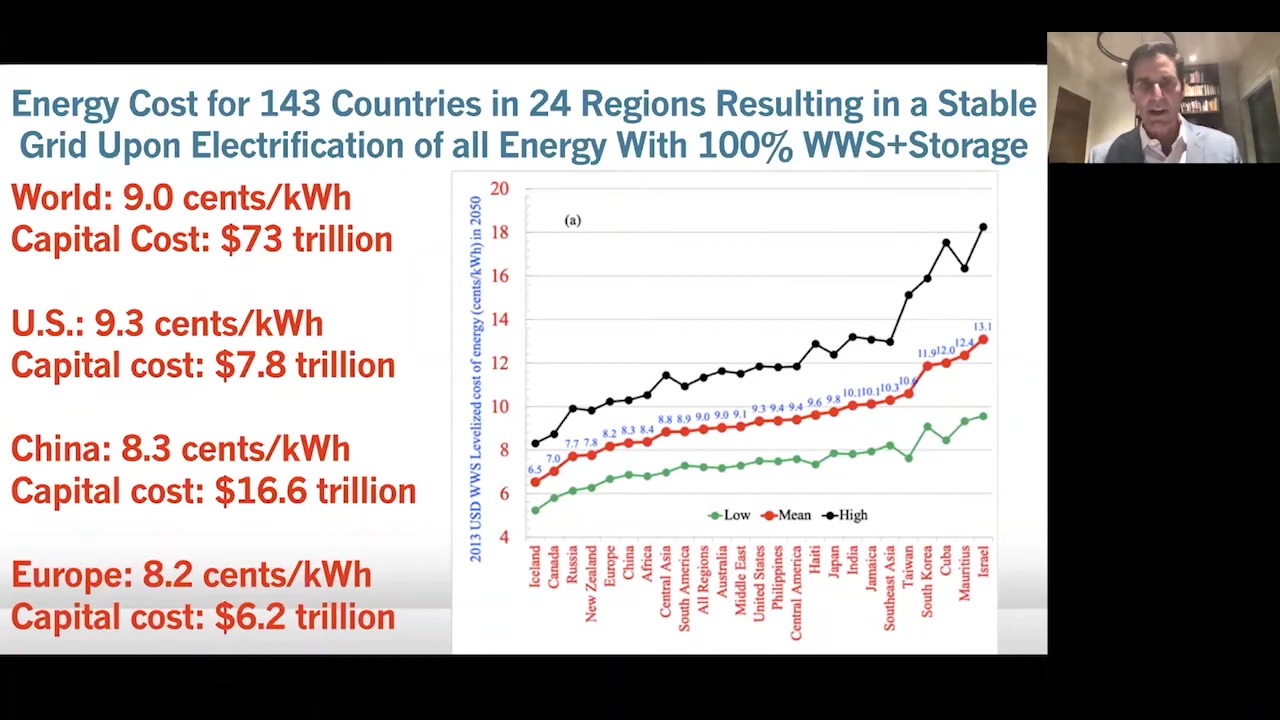 Energy Cost for 143 Countries in 24 Regions Resulting in a Stable
Grid Upon Electrification of all Energy With 100% WWS+Storage
World: 9.0 cents/kWh
Capital Cost: $73 trillion
U.S.: 9.3 cents/kWh
Capital cost: $7.8 trillion
China: 8.3 cents/kWh
Capital cost: $16.6 trillion
Europe: 8.2 cents/kWh
Capital cost: $6.2 trillion
2013 USD WWS Levelized cost of energy (cents/kWh) in 2050
20
18
16
14
12
10
8
6
4
(a)
6.5
7.0
7.7
7.8
8.2
8.3
8.4
8.8
8.9
9.0
9.0
9.1
9.3
9.4
9.4
9.6
9.8
10.1
10.1
10.3
10.6
11.9
12.0
12.4
13.1
Low
Mean
High
Iceland
Canada
Russia
New Zealand
Europe
China
Africa
Central Asia
South America
All Regions
Australia
Middle East
United States
Philippines
Central America
Haiti
Japan
India
Jamaica
Southeast Asia
Taiwan
South Korea
Cuba
Mauritius
Israel